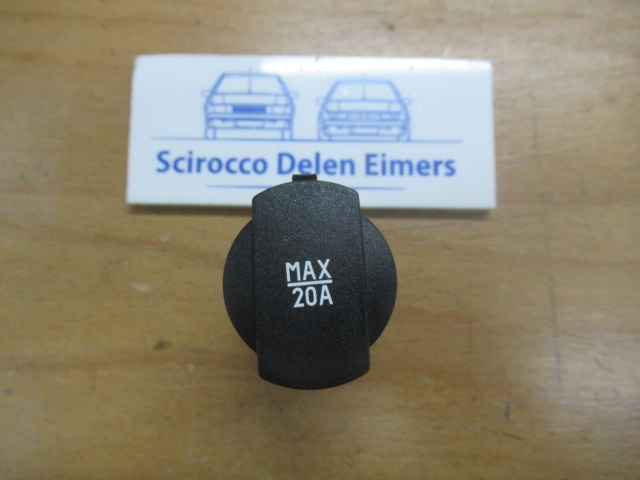 Scirocco Delen Eimers
MAX
20A